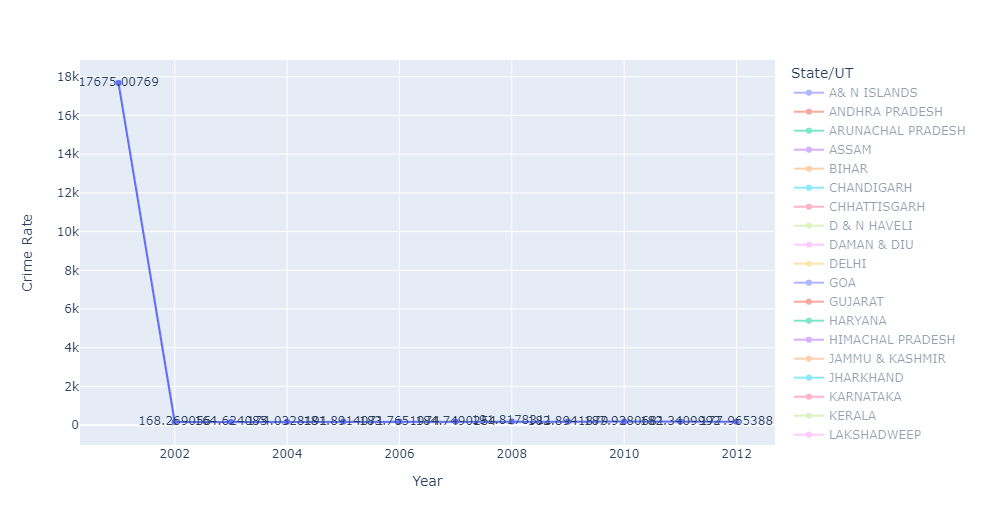 State/UT
A& N ISLANDS
ANDHRA PRADESH
ARUNACHAL PRADESH
ASSAM
BIHAR
CHANDIGARH
CHHATTISGARH
D & N HAVELI
DAMAN & DIU
DELHI
GOA
GUJARAT
HARYANA
HIMACHAL PRADESH
JAMMU & KASHMIR
JHARKHAND
KARNATAKA
KERALA
LAKSHADWEEP
Crime Rate
18k
16k
14k
12k
10k
8k
6k
4k
2k
0
17675.00769
2002
2004
2006
2008
2010
2012
Year